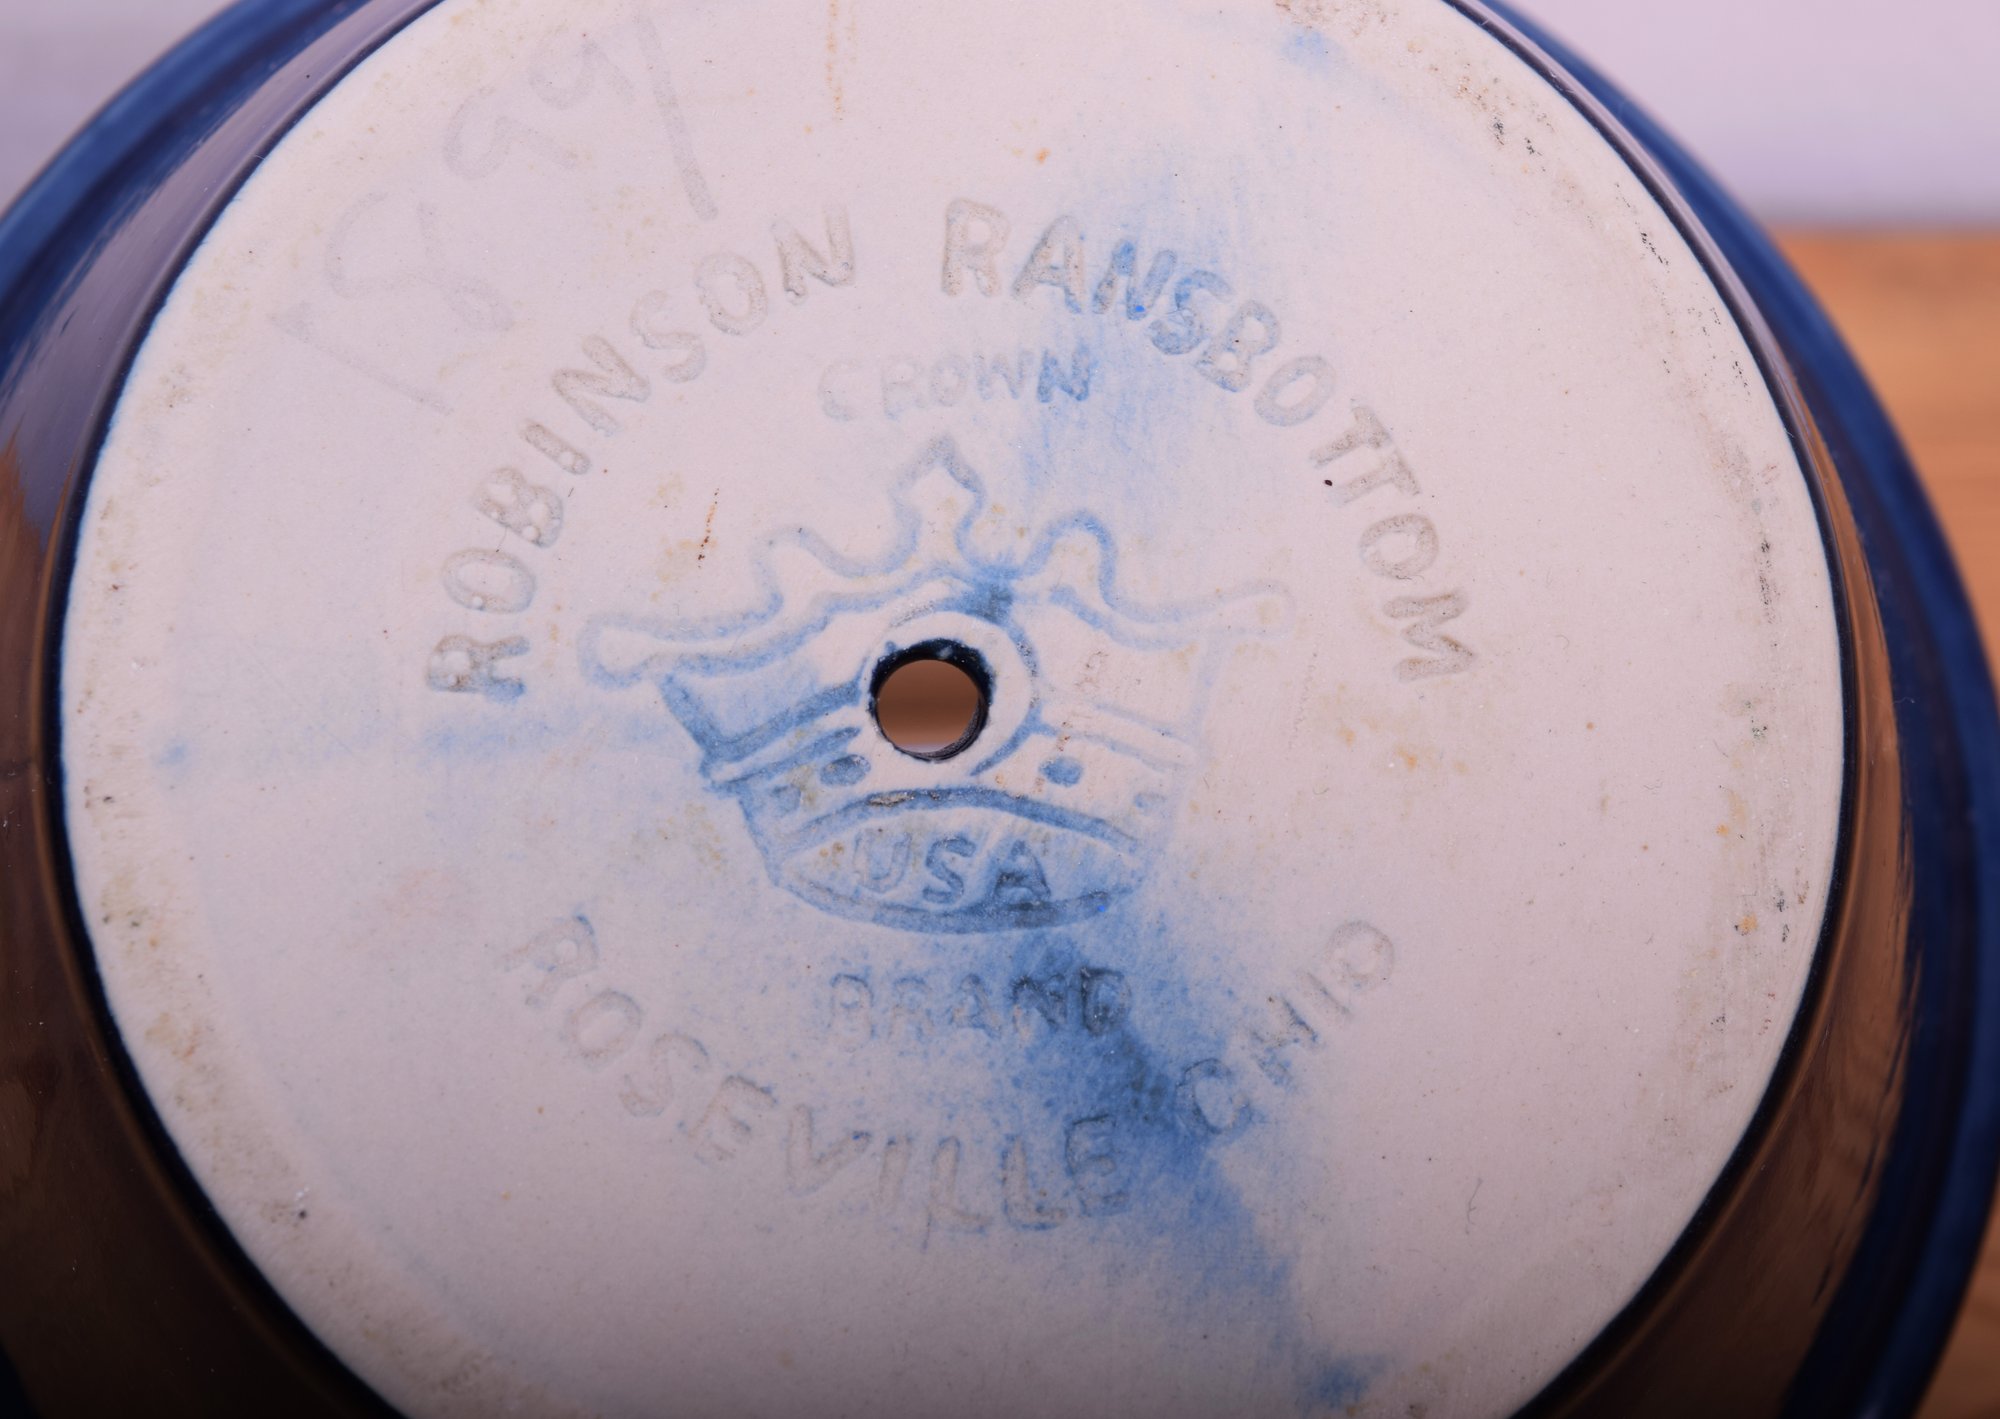 ROBINSON RANSBOTTOM
CROWN
USA
BRAND
ROSEVILLE OHIO